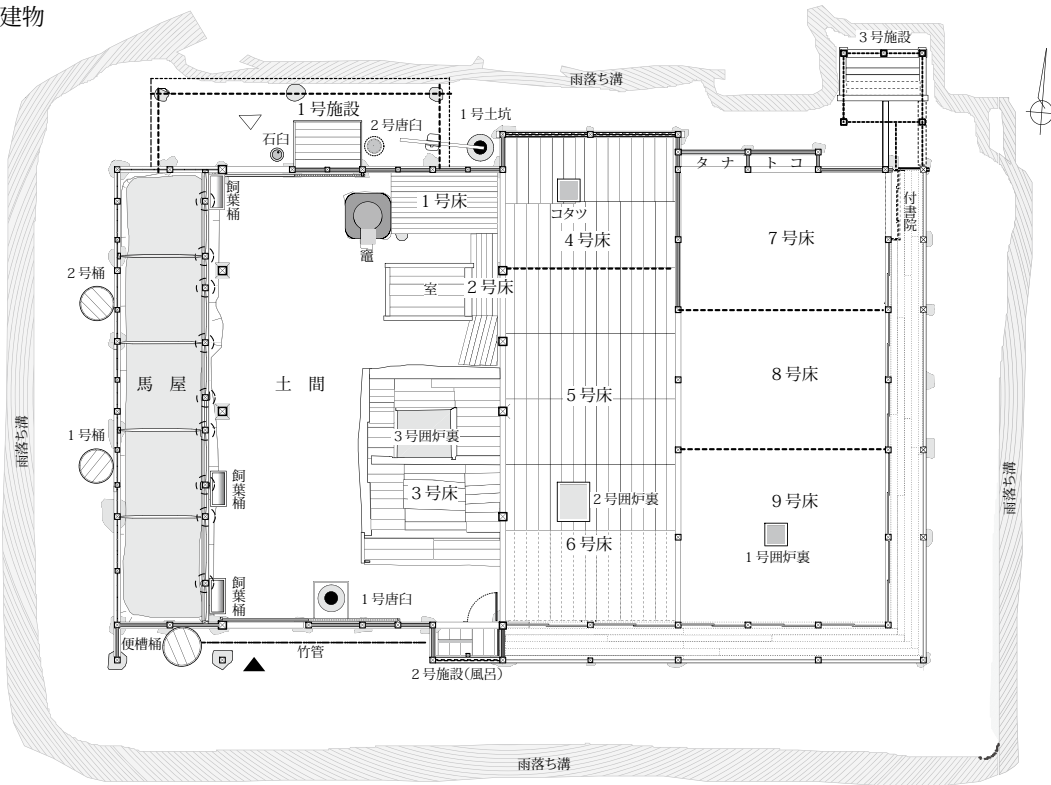 建物
３号施設
雨落ち溝
１号施設
２号唐臼
１号土坑
石臼
タ ナ
ト コ
飼葉桶
１号床
コタツ
付書院
４号床
７号床
竈
２号桶
室
２号床
馬 屋
土 間
８号床
５号床
雨落ち溝
１号桶
３号囲炉裏
飼葉桶
３号床
２号囲炉裏
９号床
雨落ち溝
６号床
１号囲炉裏
飼葉桶
１号唐臼
便槽桶
竹管
２号施設(風呂)
雨落ち溝